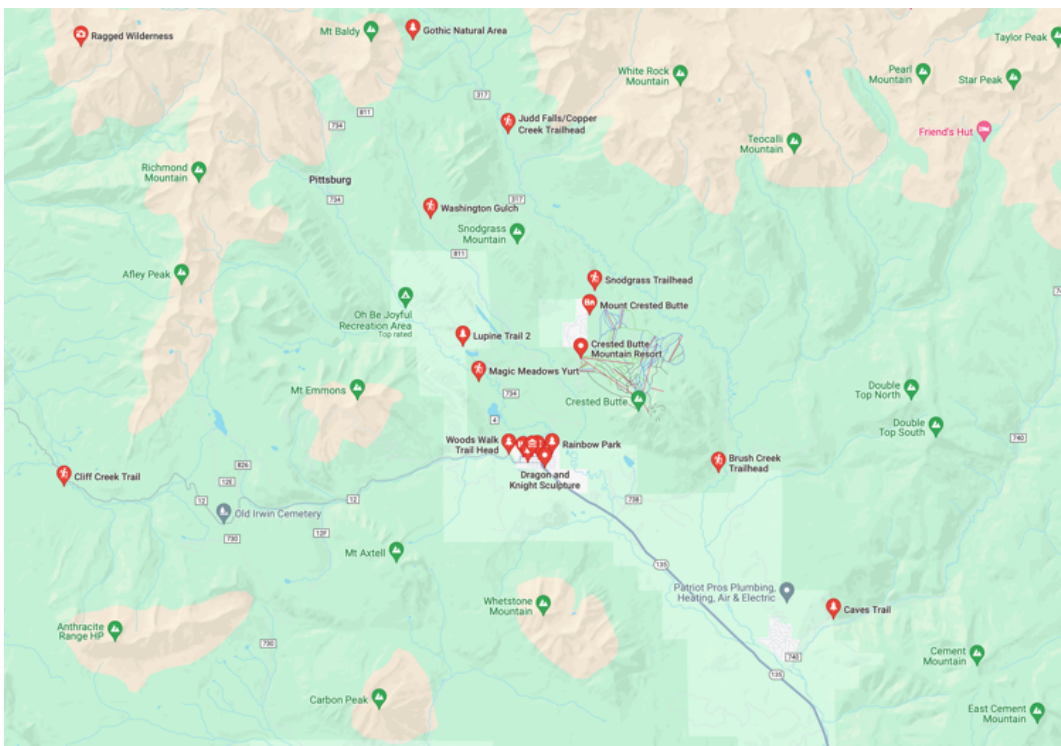 Ragged Wilderness
Mt Baldy
Gothic Natural Area
Taylor Peak
White Rock
Mountain
Pearl
Mountain
Star Peak
317
811
734
Judd Falls/Copper
Creek Trailhead
Friend's Hut
Teocalli
Mountain
Richmond
Mountain
Pittsburg
734
317
Washington Gulch
Snodgrass
Mountain
811
Afley Peak
Snodgrass Trailhead
Oh Be Joyful
Recreation Area
Top rated
Mount Crested Butte
Lupine Trail 2
Crested Butte
Mountain Resort
Magic Meadows Yurt
Mt Emmons
734
Crested Butte
Double
Top North
4
Double
Top South
740
Woods Walk
Trail Head
Rainbow Park
Dragon and
Knight Sculpture
Brush Creek
Trailhead
826
Cliff Creek Trail
12E
12
12
738
Old Irwin Cemetery
730
12F
Mt Axtell
135
Patriot Pros Plumbing,
Heating, Air & Electric
Whetstone
Mountain
Caves Trail
Anthracite
Range HP
730
740
Cement
Mountain
135
Carbon Peak
East Cement
Mountain